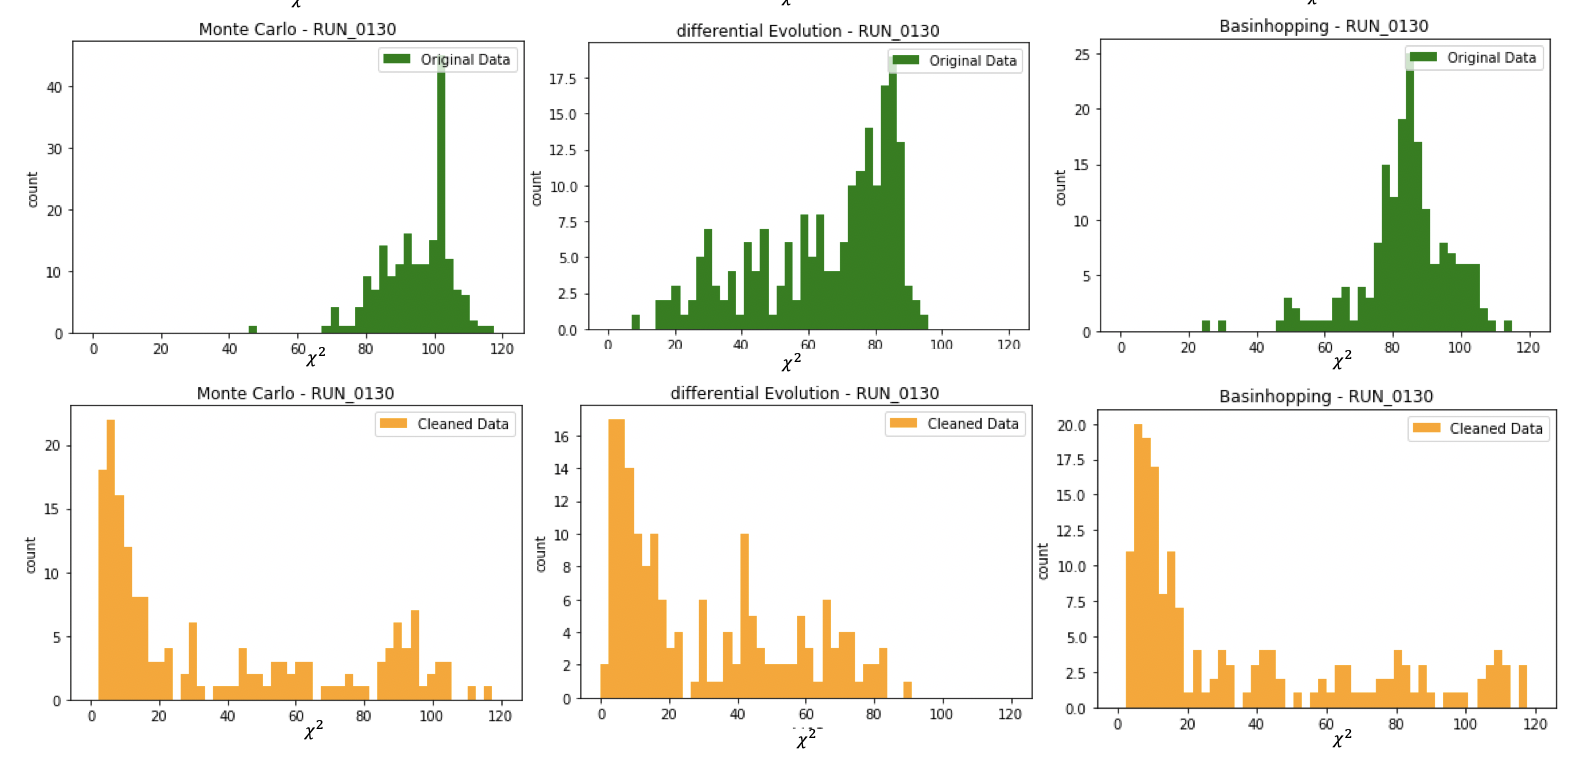 χ χ χ
Monte Carlo - RUN_0130
Original Data
count
40
30
20
10
0
0 20 40 60 80 100 120
χ²
differential Evolution - RUN_0130
Original Data
count
17.5
15.0
12.5
10.0
7.5
5.0
2.5
0.0
0 20 40 60 80 100 120
χ²
Basinhopping - RUN_0130
Original Data
count
25
20
15
10
5
0
0 20 40 60 80 100 120
χ²
Monte Carlo - RUN_0130
Cleaned Data
count
20
15
10
5
0
0 20 40 60 80 100 120
χ²
differential Evolution - RUN_0130
Cleaned Data
count
16
14
12
10
8
6
4
2
0
0 20 40 60 80 100 120
χ²
Basinhopping - RUN_0130
Cleaned Data
count
20.0
17.5
15.0
12.5
10.0
7.5
5.0
2.5
0.0
0 20 40 60 80 100 120
χ²